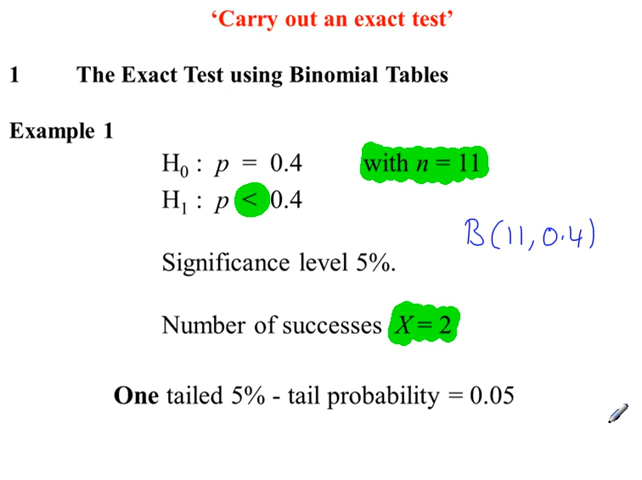 ‘Carry out an exact test’
1 The Exact Test using Binomial Tables
Example 1
H₀ : p = 0.4 with n = 11
H₁ : p < 0.4
B(11, 0.4)
Significance level 5%.
Number of successes X = 2
One tailed 5% - tail probability = 0.05